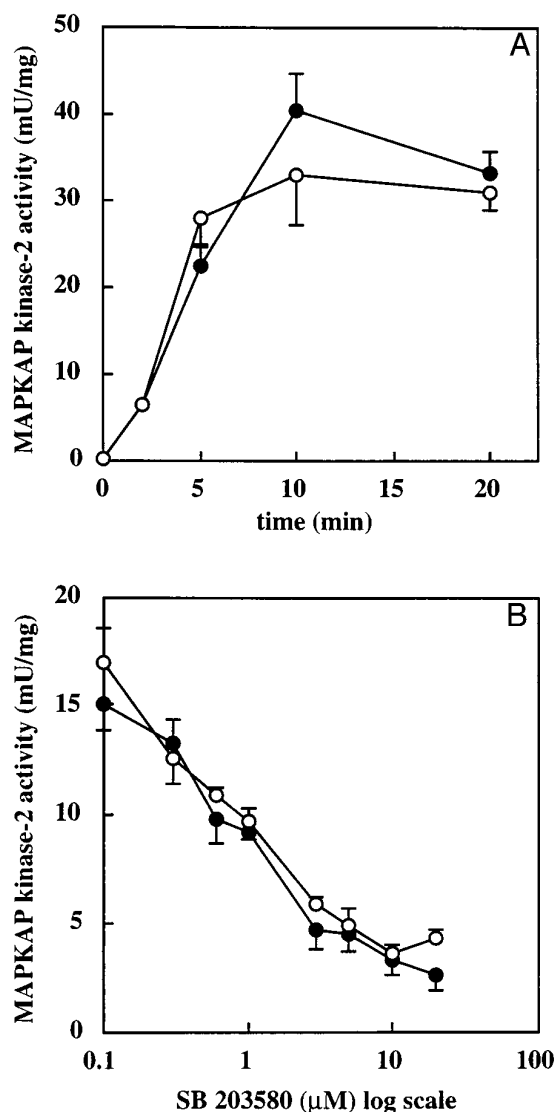 A
MAPKAP kinase-2 activity (mU/mg)
50
40
30
20
10
0
0 5 10 15 20
time (min)
B
MAPKAP kinase-2 activity (mU/mg)
20
15
10
5
0
0.1 1 10 100
SB 203580 (μM) log scale